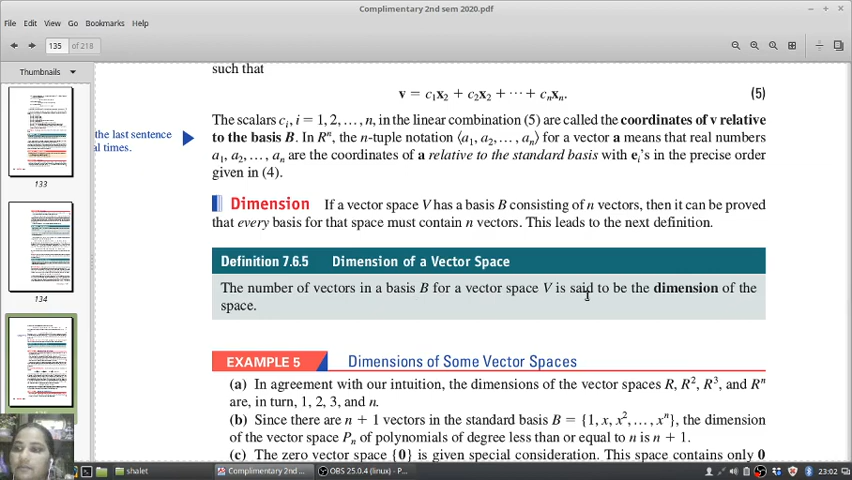 Complimentary 2nd sem 2020.pdf
File Edit View Go Bookmarks Help
135 of 218
Thumbnails
133
134
such that
v = c₁x₂ + c₂x₂ + ··· + cₙxₙ. (5)
The scalars cᵢ, i = 1, 2, . . . , n, in the linear combination (5) are called the coordinates of v relative
the last sentence
to the basis B. In Rⁿ, the n-tuple notation ⟨a₁, a₂, . . . , aₙ⟩ for a vector a means that real numbers
al times.
a₁, a₂, . . . , aₙ are the coordinates of a relative to the standard basis with eᵢ's in the precise order
given in (4).
Dimension If a vector space V has a basis B consisting of n vectors, then it can be proved
that every basis for that space must contain n vectors. This leads to the next definition.
Definition 7.6.5 Dimension of a Vector Space
The number of vectors in a basis B for a vector space V is said to be the dimension of the
space.
EXAMPLE 5 Dimensions of Some Vector Spaces
(a) In agreement with our intuition, the dimensions of the vector spaces R, R², R³, and Rⁿ
are, in turn, 1, 2, 3, and n.
(b) Since there are n + 1 vectors in the standard basis B = {1, x, x², . . . , xⁿ}, the dimension
of the vector space Pₙ of polynomials of degree less than or equal to n is n + 1.
(c) The zero vector space {0} is given special consideration. This space contains only 0
shalet
Complimentary 2nd ...
OBS 25.0.4 (linux) - P...
23:02